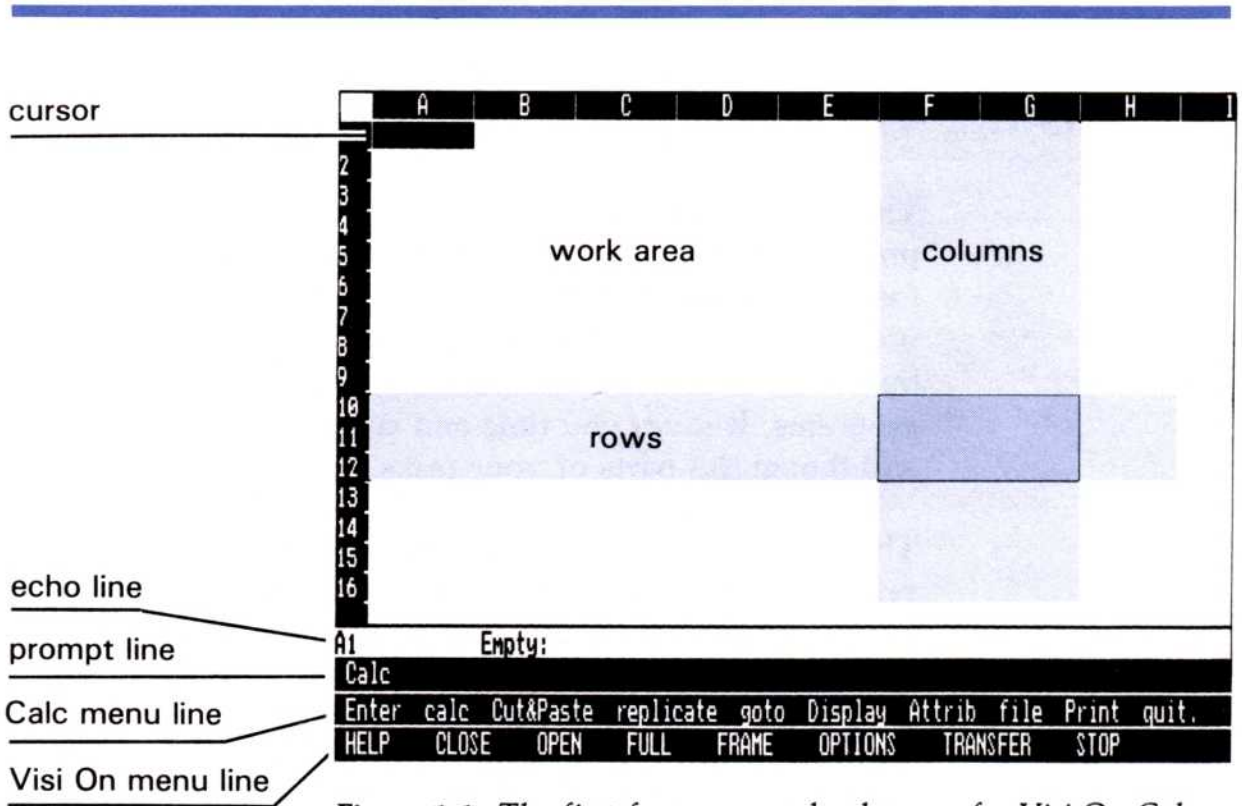 cursor
A B C D E F G H I
2
3
4
5
6
7
8
9
10
11
12
13
14
15
16
work area
columns
rows
echo line
prompt line
Calc menu line
Visi On menu line
A1 Empty:
Calc
Enter calc Cut&Paste replicate goto Display Attrib file Print quit.
HELP CLOSE OPEN FULL FRAME OPTIONS TRANSFER STOP